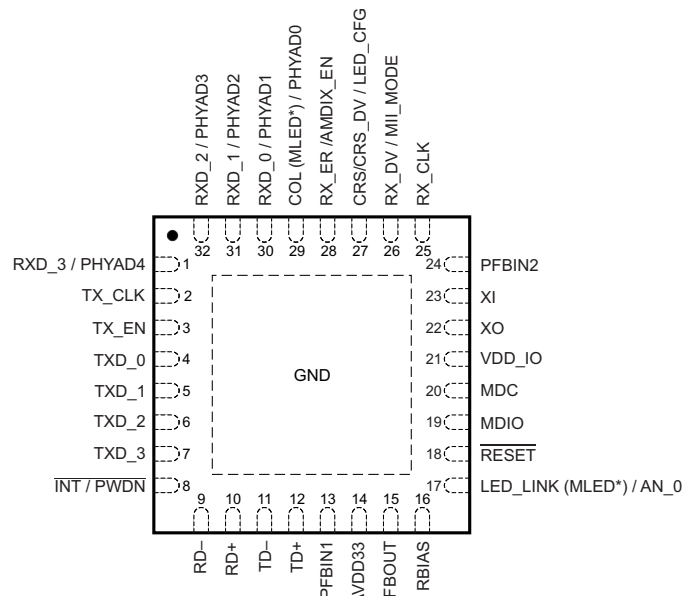 RXD_2 / PHYAD3
RXD_1 / PHYAD2
RXD_0 / PHYAD1
COL (MLED*) / PHYAD0
RX_ER /AMDIX_EN
CRS/CRS_DV / LED_CFG
RX_DV / MII_MODE
RX_CLK
32
31
30
29
28
27
26
25
RXD_3 / PHYAD4
1
TX_CLK
2
TX_EN
3
TXD_0
4
TXD_1
5
TXD_2
6
TXD_3
7
INT / PWDN
8
GND
24
PFBIN2
23
XI
22
XO
21
VDD_IO
20
MDC
19
MDIO
18
RESET
17
LED_LINK (MLED*) / AN_0
9
10
11
12
13
14
15
16
RD–
RD+
TD–
TD+
PFBIN1
AVDD33
FBOUT
RBIAS